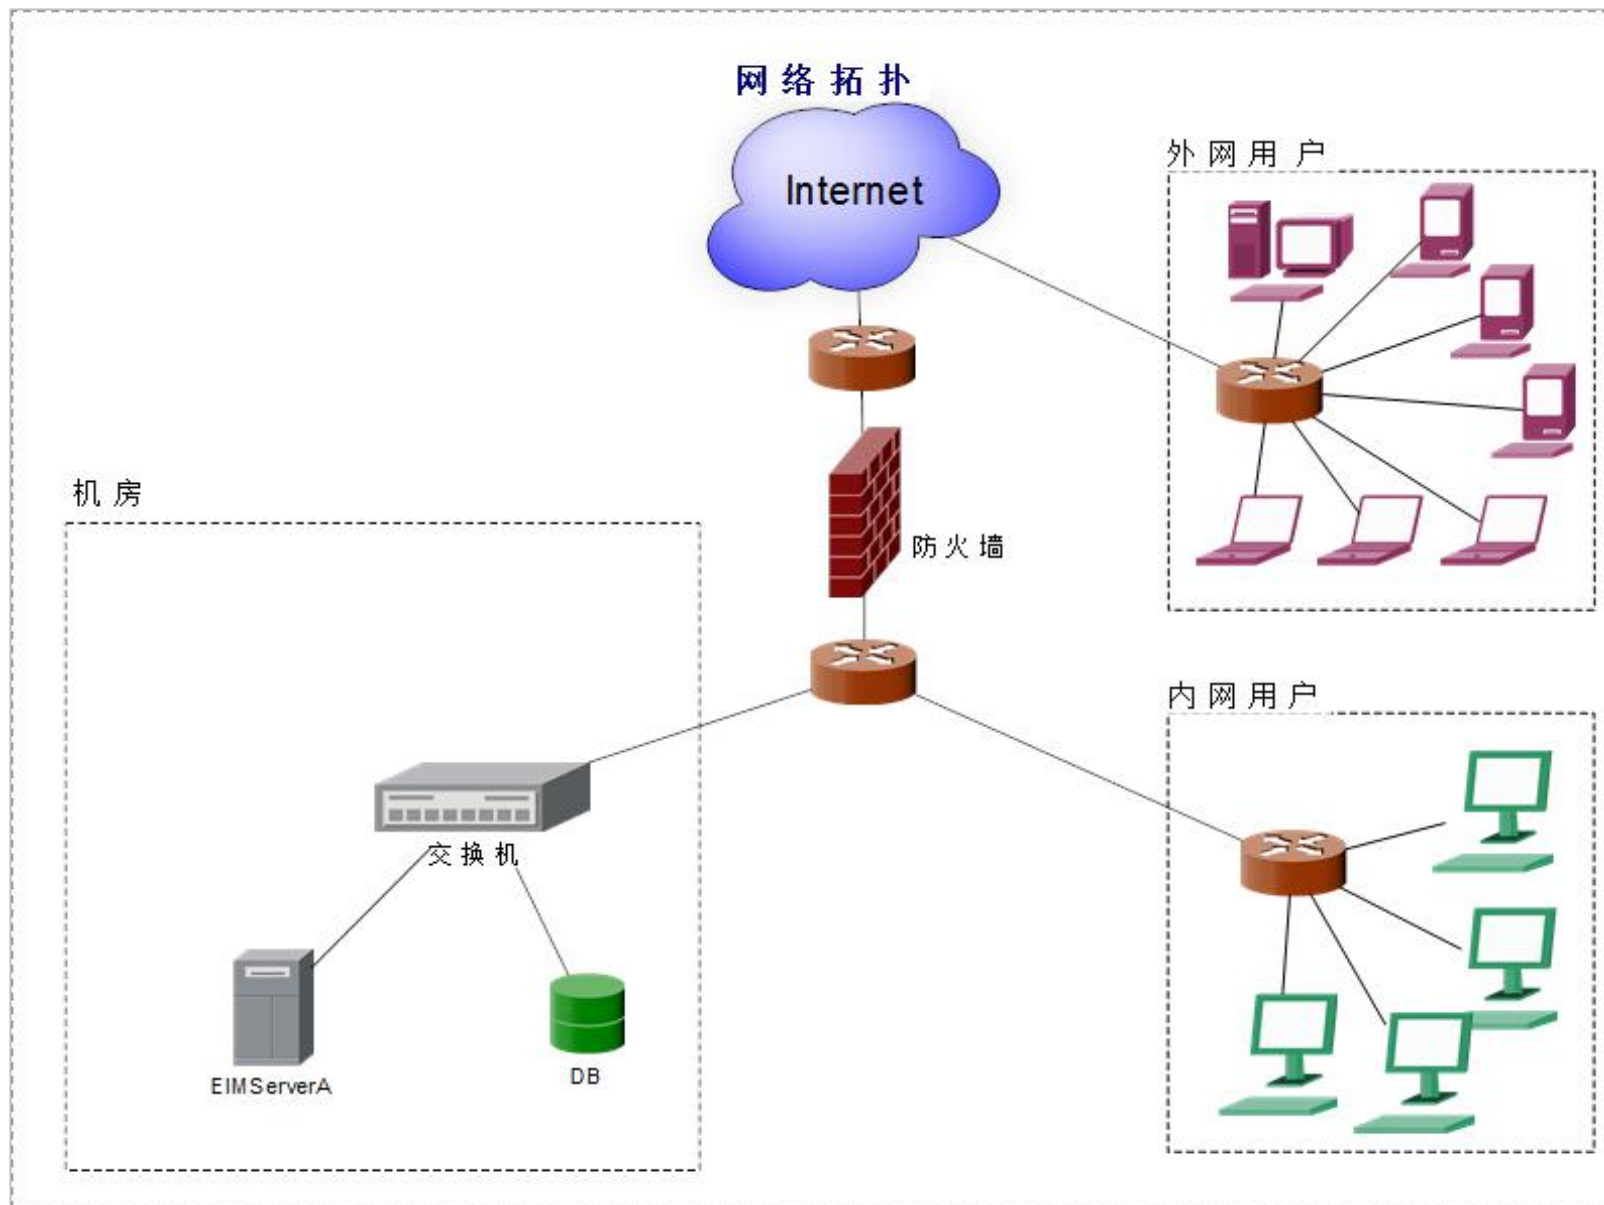 网络拓扑
Internet
外网用户
机房
防火墙
内网用户
交换机
EIMServerA
DB